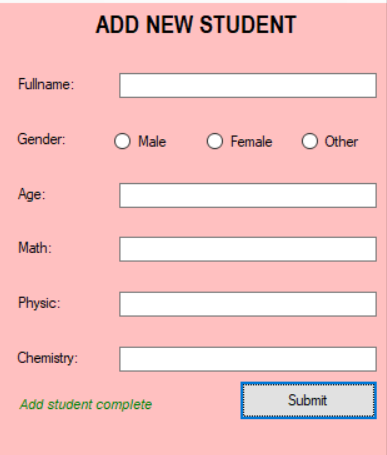 ADD NEW STUDENT
Fullname:
Gender: Male Female Other
Age:
Math:
Physic:
Chemistry:
Add student complete Submit